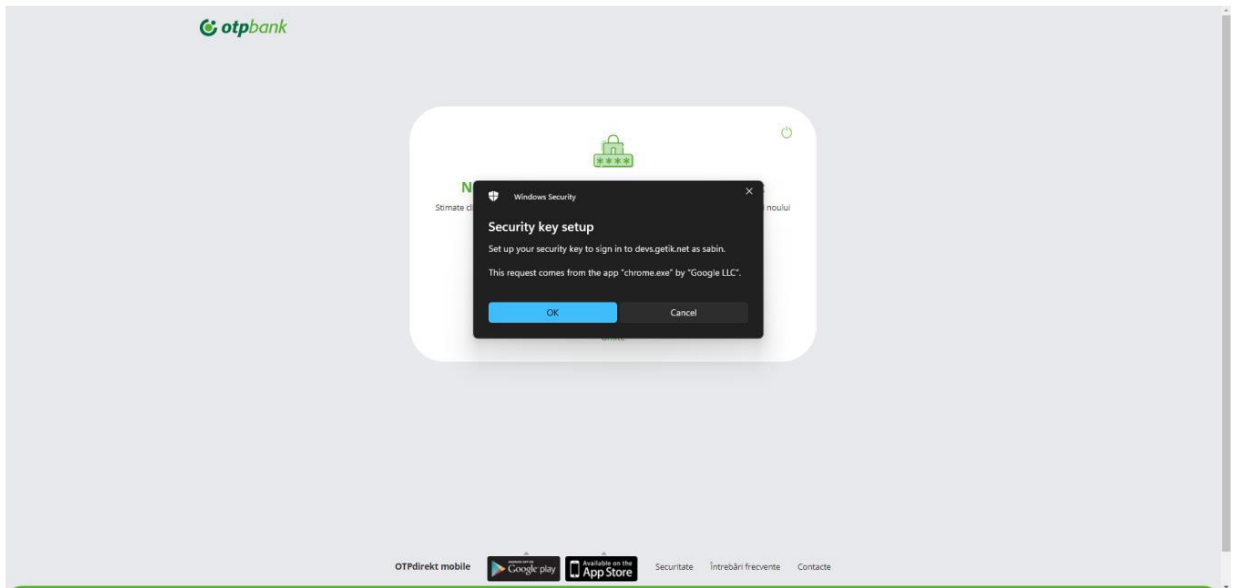 otpbank
****
N
Windows Security
Stimate cl
i noului
Security key setup
Set up your security key to sign in to devs.getik.net as sabin.
This request comes from the app "chrome.exe" by "Google LLC".
OK
Cancel
OTPdirekt mobile
Google play
Available on the
App Store
Securitate
Întrebări frecvente
Contacte